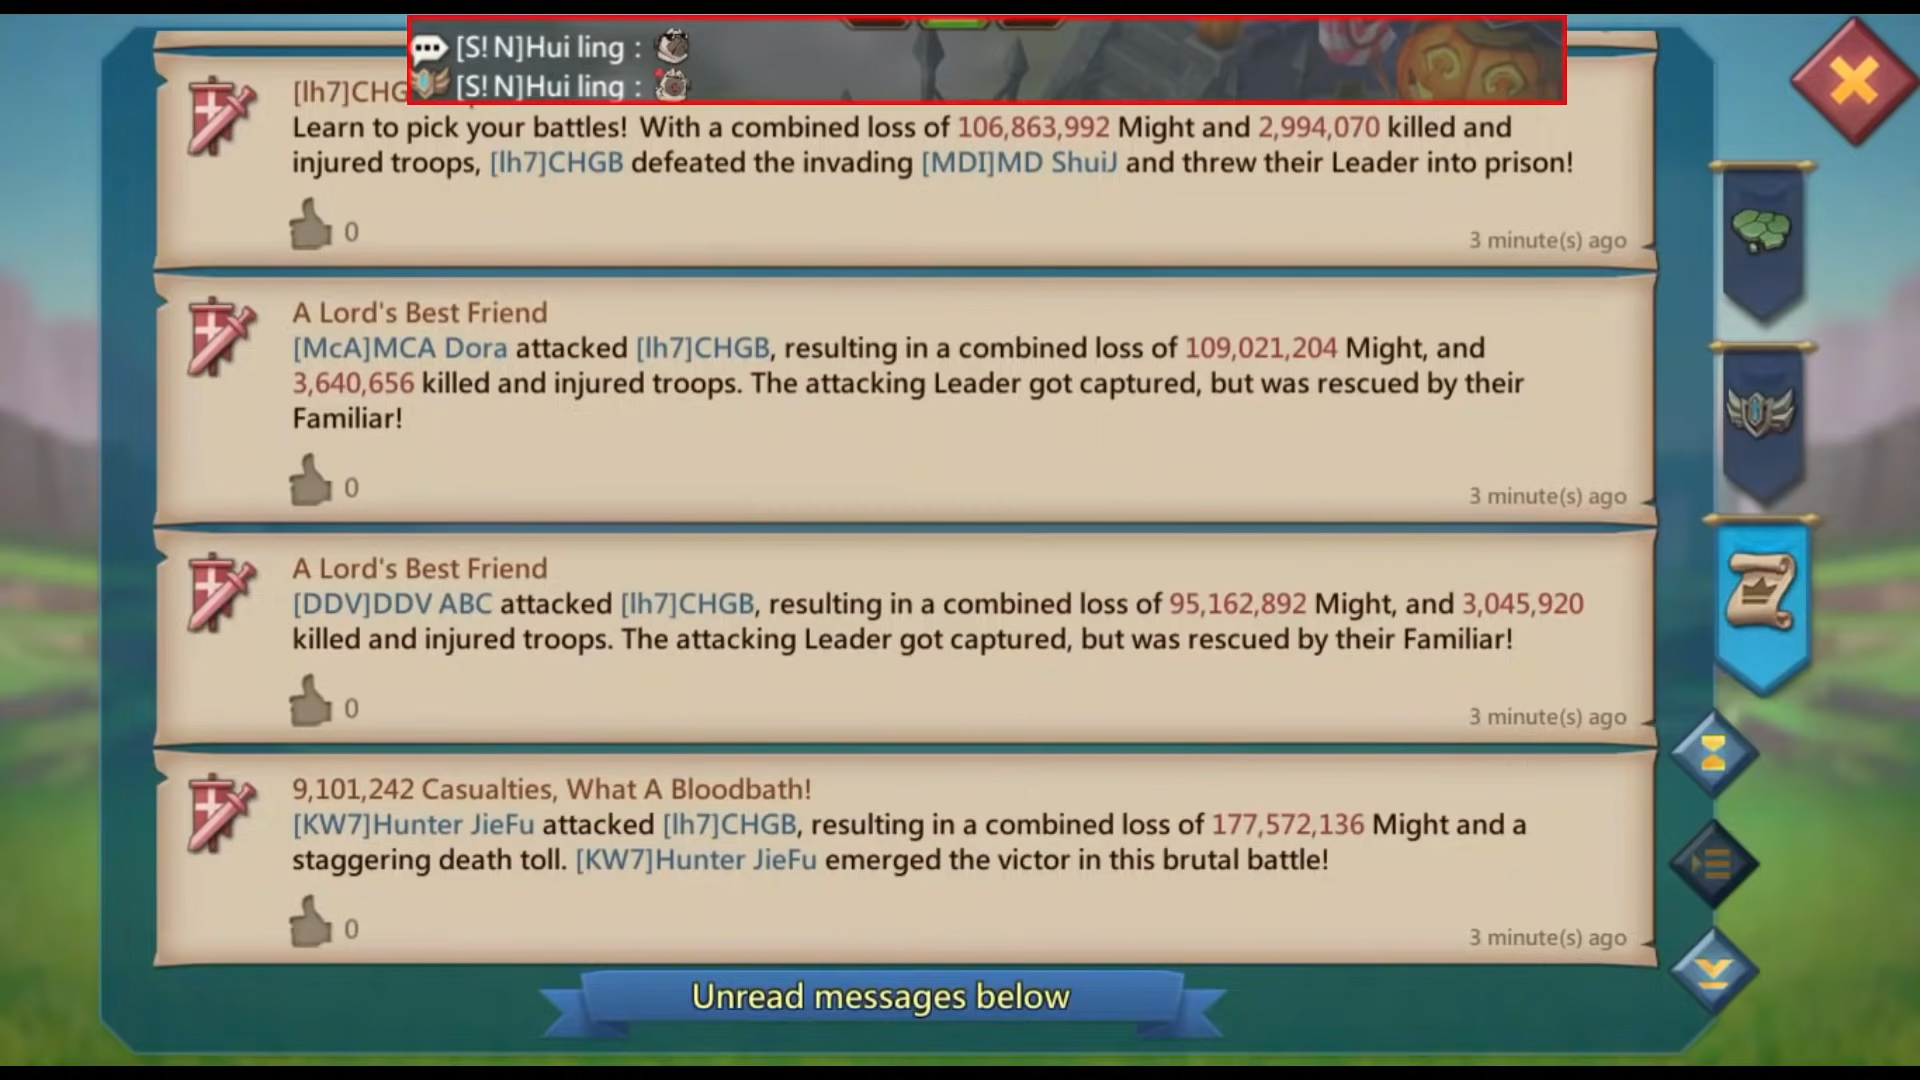 [S! N]Hui ling :
[S! N]Hui ling :
[lh7]CHG
Learn to pick your battles! With a combined loss of 106,863,992 Might and 2,994,070 killed and
injured troops, [lh7]CHGB defeated the invading [MDI]MD ShuiJ and threw their Leader into prison!
0
3 minute(s) ago
A Lord's Best Friend
[McA]MCA Dora attacked [lh7]CHGB, resulting in a combined loss of 109,021,204 Might, and
3,640,656 killed and injured troops. The attacking Leader got captured, but was rescued by their
Familiar!
0
3 minute(s) ago
A Lord's Best Friend
[DDV]DDV ABC attacked [lh7]CHGB, resulting in a combined loss of 95,162,892 Might, and 3,045,920
killed and injured troops. The attacking Leader got captured, but was rescued by their Familiar!
0
3 minute(s) ago
9,101,242 Casualties, What A Bloodbath!
[KW7]Hunter JieFu attacked [lh7]CHGB, resulting in a combined loss of 177,572,136 Might and a
staggering death toll. [KW7]Hunter JieFu emerged the victor in this brutal battle!
0
3 minute(s) ago
Unread messages below